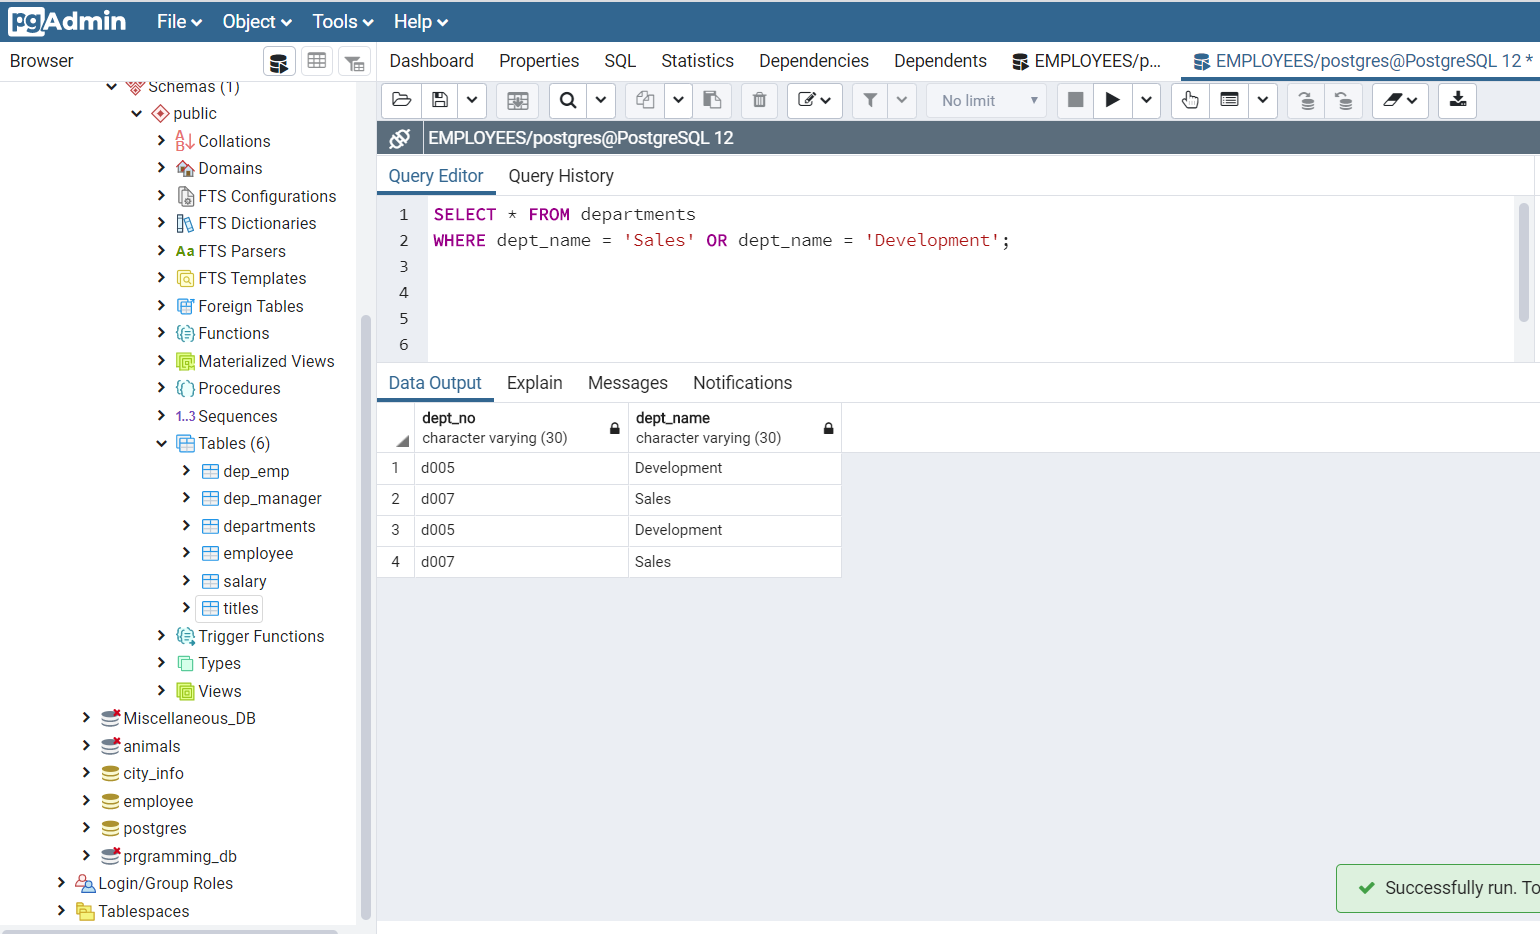 pgAdmin File Object Tools Help
Browser
Dashboard Properties SQL Statistics Dependencies Dependents EMPLOYEES/p... EMPLOYEES/postgres@PostgreSQL 12 *
No limit
EMPLOYEES/postgres@PostgreSQL 12
Query Editor Query History
1 SELECT * FROM departments
2 WHERE dept_name = 'Sales' OR dept_name = 'Development';
3
4
5
6
Data Output Explain Messages Notifications
dept_no dept_name
character varying (30) character varying (30)
1 d005 Development
2 d007 Sales
3 d005 Development
4 d007 Sales
Schemas (1)
public
Collations
Domains
FTS Configurations
FTS Dictionaries
Aa FTS Parsers
FTS Templates
Foreign Tables
Functions
Materialized Views
Procedures
1..3 Sequences
Tables (6)
dep_emp
dep_manager
departments
employee
salary
titles
Trigger Functions
Types
Views
Miscellaneous_DB
animals
city_info
employee
postgres
prgramming_db
Login/Group Roles
Tablespaces
Successfully run. To